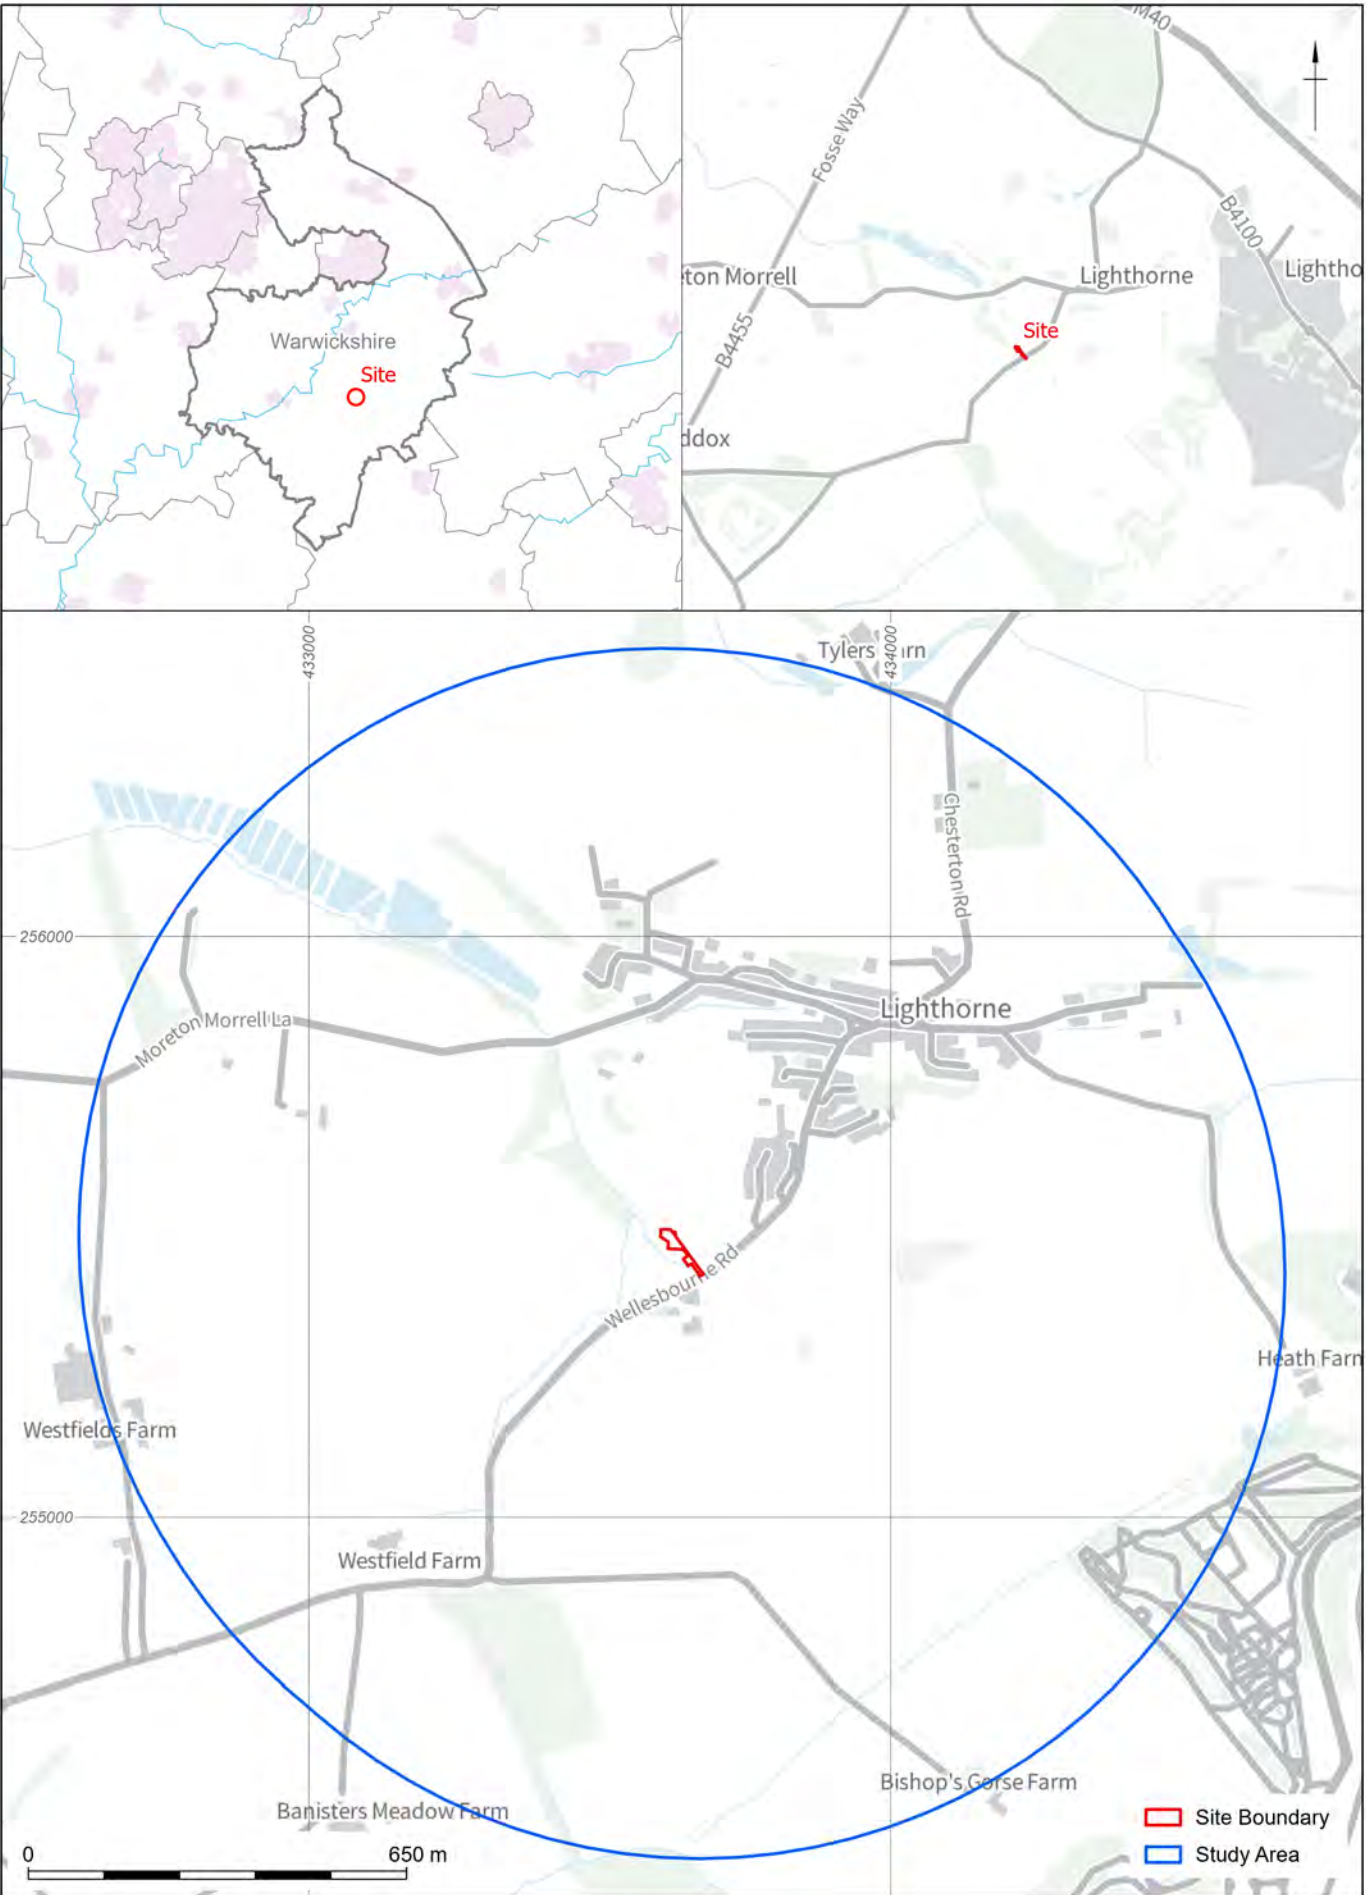 Warwickshire
Site
M40
Fosse Way
B4100
eton Morrell
Lighthorne
Lightho
Site
B4455
ddox
433000
434000
Tylers
rn
Chesterton Rd
256000
Lighthorne
Moreton Morrell La
Wellesbourne Rd
Heath Farm
Westfields Farm
255000
Westfield Farm
Bishop's Gorse Farm
Banisters Meadow Farm
Site Boundary
0 650 m
Study Area